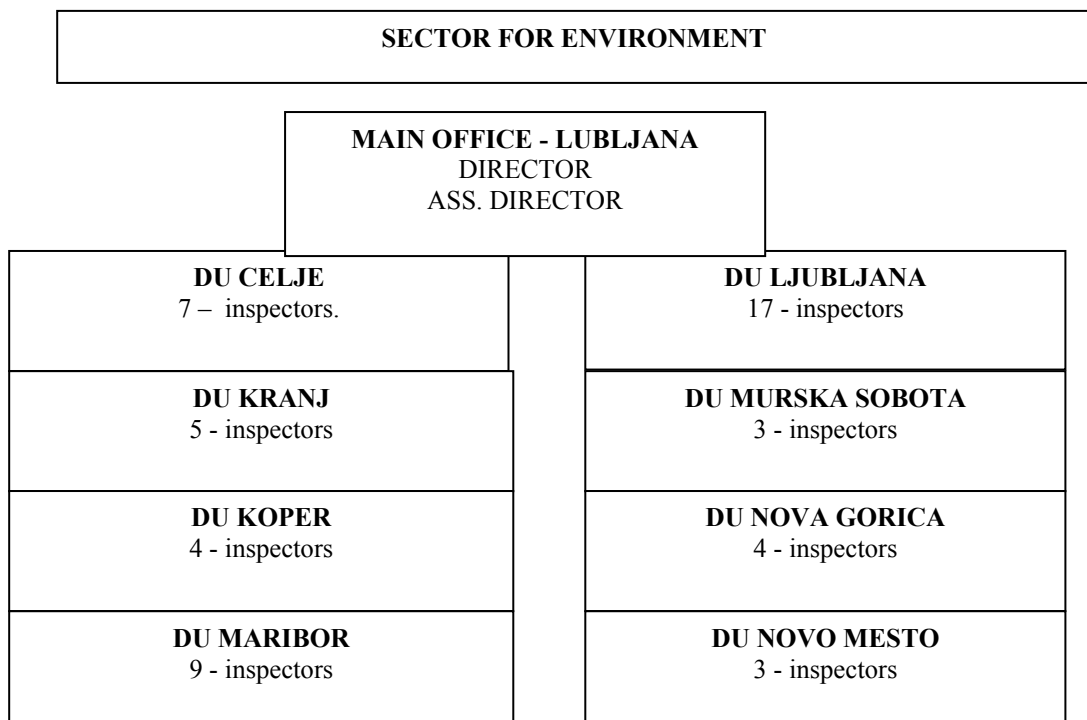 SECTOR FOR ENVIRONMENT
MAIN OFFICE - LUBLJANA
DIRECTOR
ASS. DIRECTOR
DU CELJE
7 – inspectors.
DU LJUBLJANA
17 - inspectors
DU KRANJ
5 - inspectors
DU MURSKA SOBOTA
3 - inspectors
DU KOPER
4 - inspectors
DU NOVA GORICA
4 - inspectors
DU MARIBOR
9 - inspectors
DU NOVO MESTO
3 - inspectors